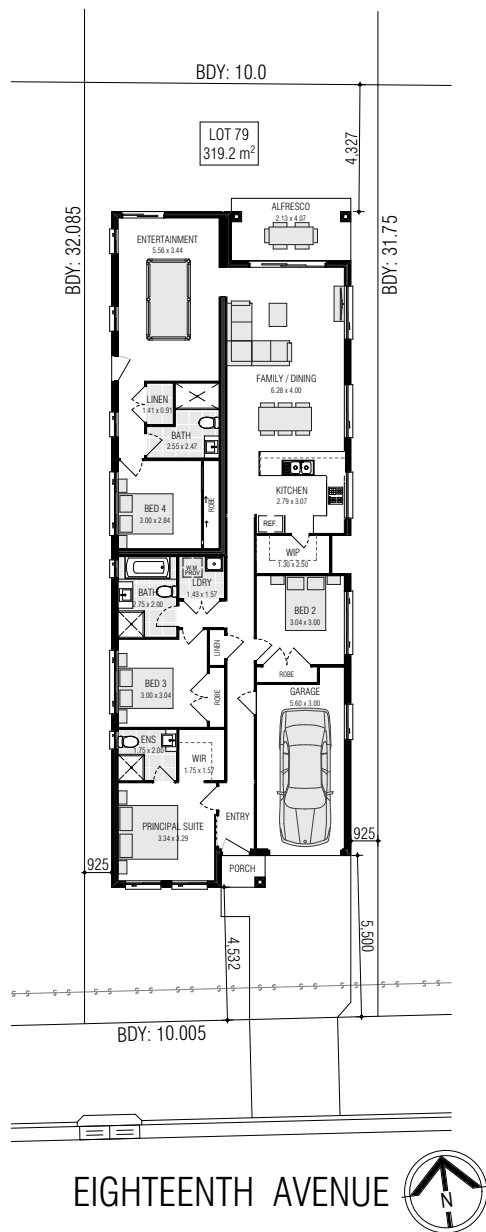 BDY: 10.0
LOT 79
319.2 m²
4,327
BDY: 32.085
BDY: 31.75
ALFRESCO
2.13 x 4.07
ENTERTAINMENT
5.56 x 3.44
FAMILY / DINING
6.28 x 4.00
LINEN
1.41 x 0.91
BATH
2.55 x 2.47
KITCHEN
2.79 x 3.07
BED 4
3.00 x 2.84
ROBE
REF.
WIP
1.30 x 2.50
W.M.
PROV
LDRY
1.43 x 1.57
BATH
2.75 x 2.00
BED 2
3.04 x 3.00
LINEN
ROBE
BED 3
3.00 x 3.04
ROBE
GARAGE
5.60 x 3.00
ENS
1.75 x 2.00
WIR
1.75 x 1.57
PRINCIPAL SUITE
3.34 x 3.29
ENTRY
925
925
PORCH
4,532
5,500
S S S S S S S S S S S S S S S S S
BDY: 10.005
EIGHTEENTH AVENUE
N